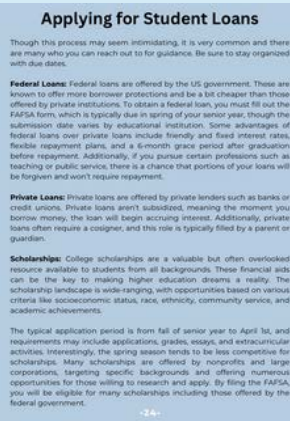 Applying for Student Loans
Though this process may seem intimidating, it is very common and there
are many who you can reach out to for guidance. Be sure to stay organized
with due dates.
Federal Loans: Federal loans are offered by the US government. These are
known to offer more borrower protections and be a bit cheaper than those
offered by private institutions. To obtain a federal loan, you must fill out the
FAFSA form, which is typically due in spring of your senior year, though the
submission date varies by educational institution. Some advantages of
federal loans over private loans include friendly and fixed interest rates,
flexible repayment plans, and a 6-month grace period after graduation
before repayment. Additionally, if you pursue certain professions such as
teaching or public service, there is a chance that portions of your loans will
be forgiven and won't require repayment.
Private Loans: Private loans are offered by private lenders such as banks or
credit unions. Private loans aren't subsidized, meaning the moment you
borrow money, the loan will begin accruing interest. Additionally, private
loans often require a cosigner, and this role is typically filled by a parent or
guardian.
Scholarships: College scholarships are a valuable but often overlooked
resource available to students from all backgrounds. These financial aids
can be the key to making higher education dreams a reality. The
scholarship landscape is wide-ranging, with opportunities based on various
criteria like socioeconomic status, race, ethnicity, community service, and
academic achievements.
The typical application period is from fall of senior year to April 1st, and
requirements may include applications, grades, essays, and extracurricular
activities. Interestingly, the spring season tends to be less competitive for
scholarships. Many scholarships are offered by nonprofits and large
corporations, targeting specific backgrounds and offering numerous
opportunities for those willing to research and apply. By filing the FAFSA,
you will be eligible for many scholarships including those offered by the
federal government.
-24-